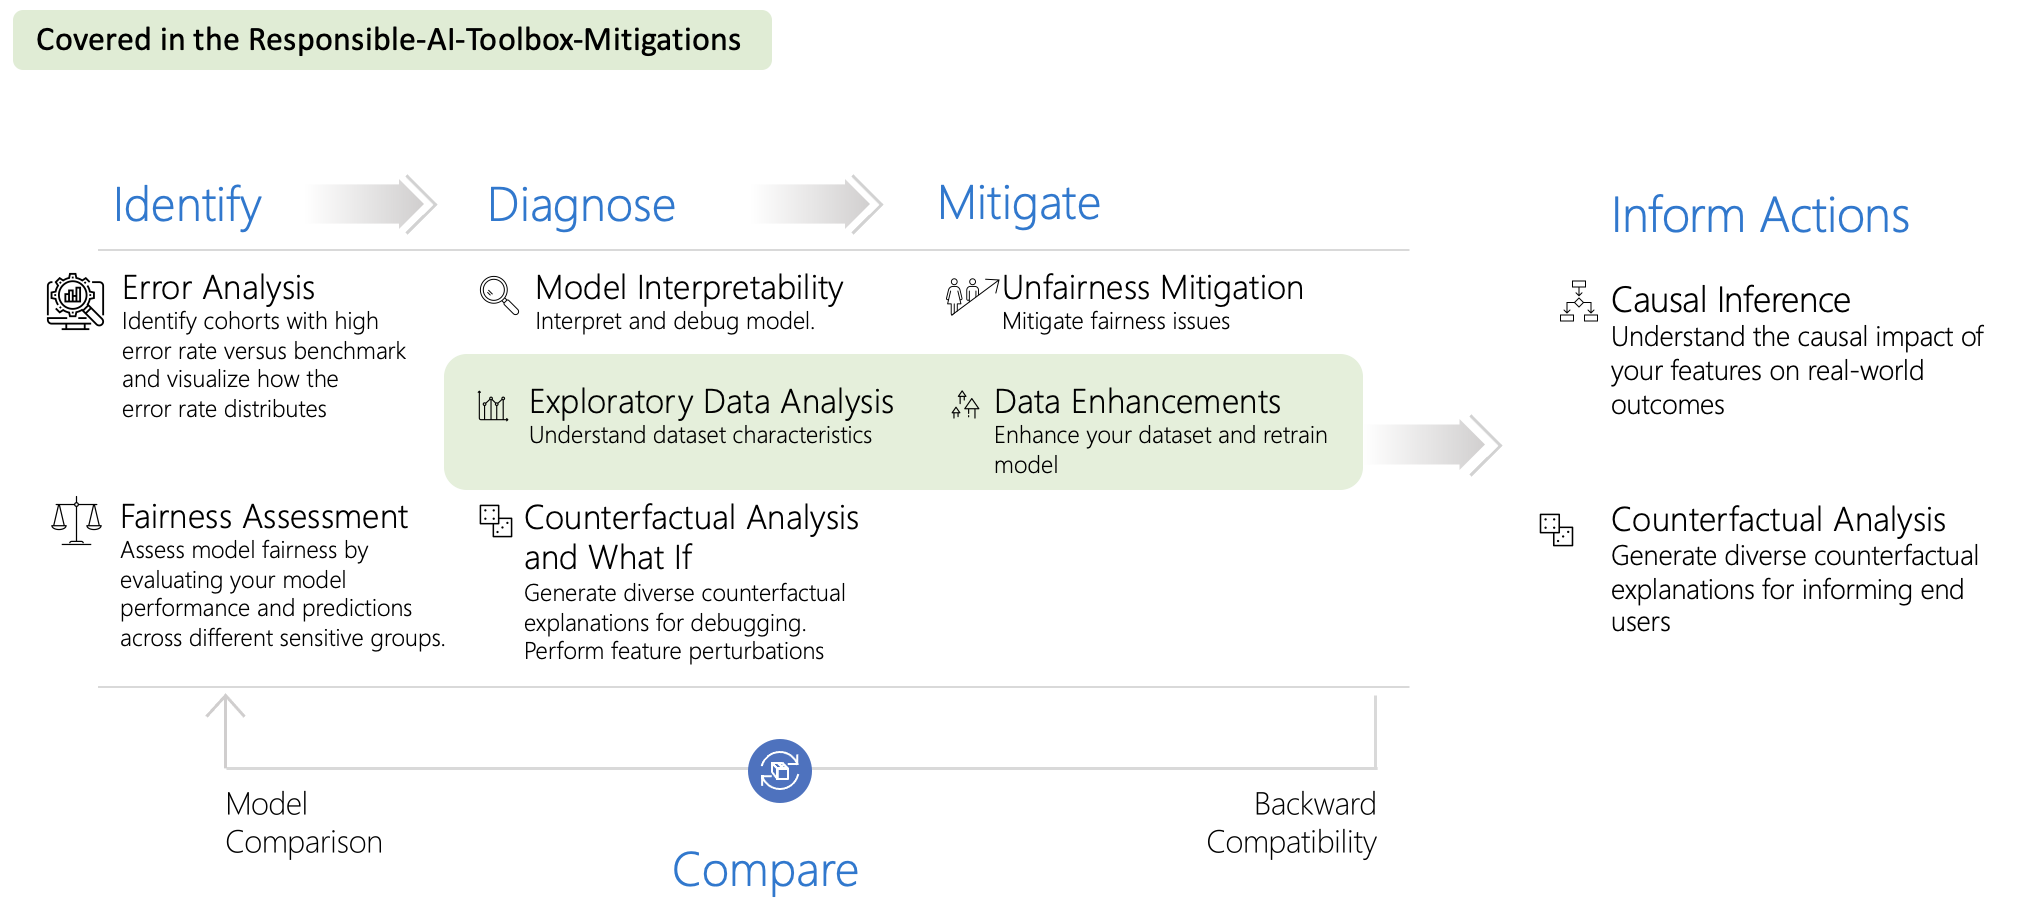 Covered in the Responsible-AI-Toolbox-Mitigations
Identify
Diagnose
Mitigate
Inform Actions
Error Analysis
Identify cohorts with high
error rate versus benchmark
and visualize how the
error rate distributes
Fairness Assessment
Assess model fairness by
evaluating your model
performance and predictions
across different sensitive groups.
Model Interpretability
Interpret and debug model.
Exploratory Data Analysis
Understand dataset characteristics
Counterfactual Analysis
and What If
Generate diverse counterfactual
explanations for debugging.
Perform feature perturbations
Unfairness Mitigation
Mitigate fairness issues
Data Enhancements
Enhance your dataset and retrain
model
Causal Inference
Understand the causal impact of
your features on real-world
outcomes
Counterfactual Analysis
Generate diverse counterfactual
explanations for informing end
users
Model
Comparison
Compare
Backward
Compatibility